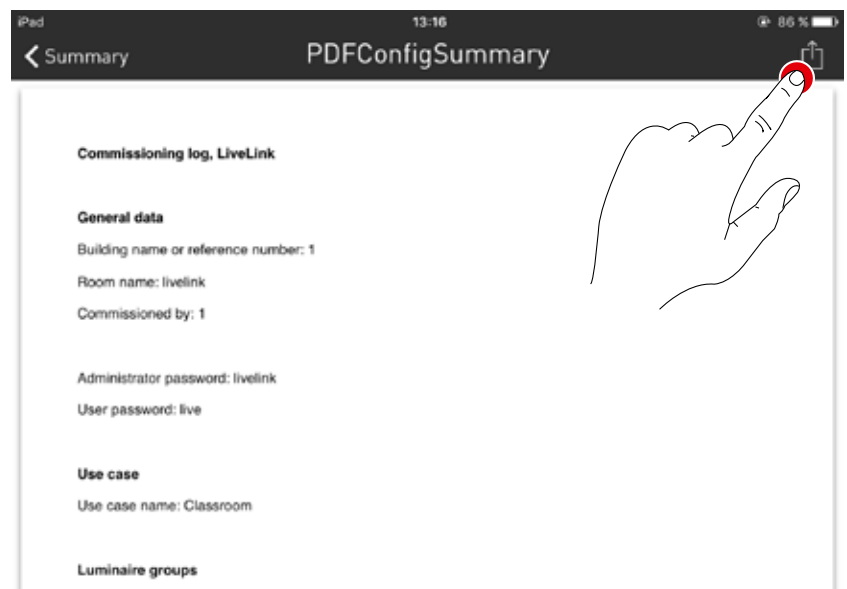 iPad 13:16 86 %
Summary PDFConfigSummary
Commissioning log, LiveLink
General data
Building name or reference number: 1
Room name: livelink
Commissioned by: 1
Administrator password: livelink
User password: live
Use case
Use case name: Classroom
Luminaire groups